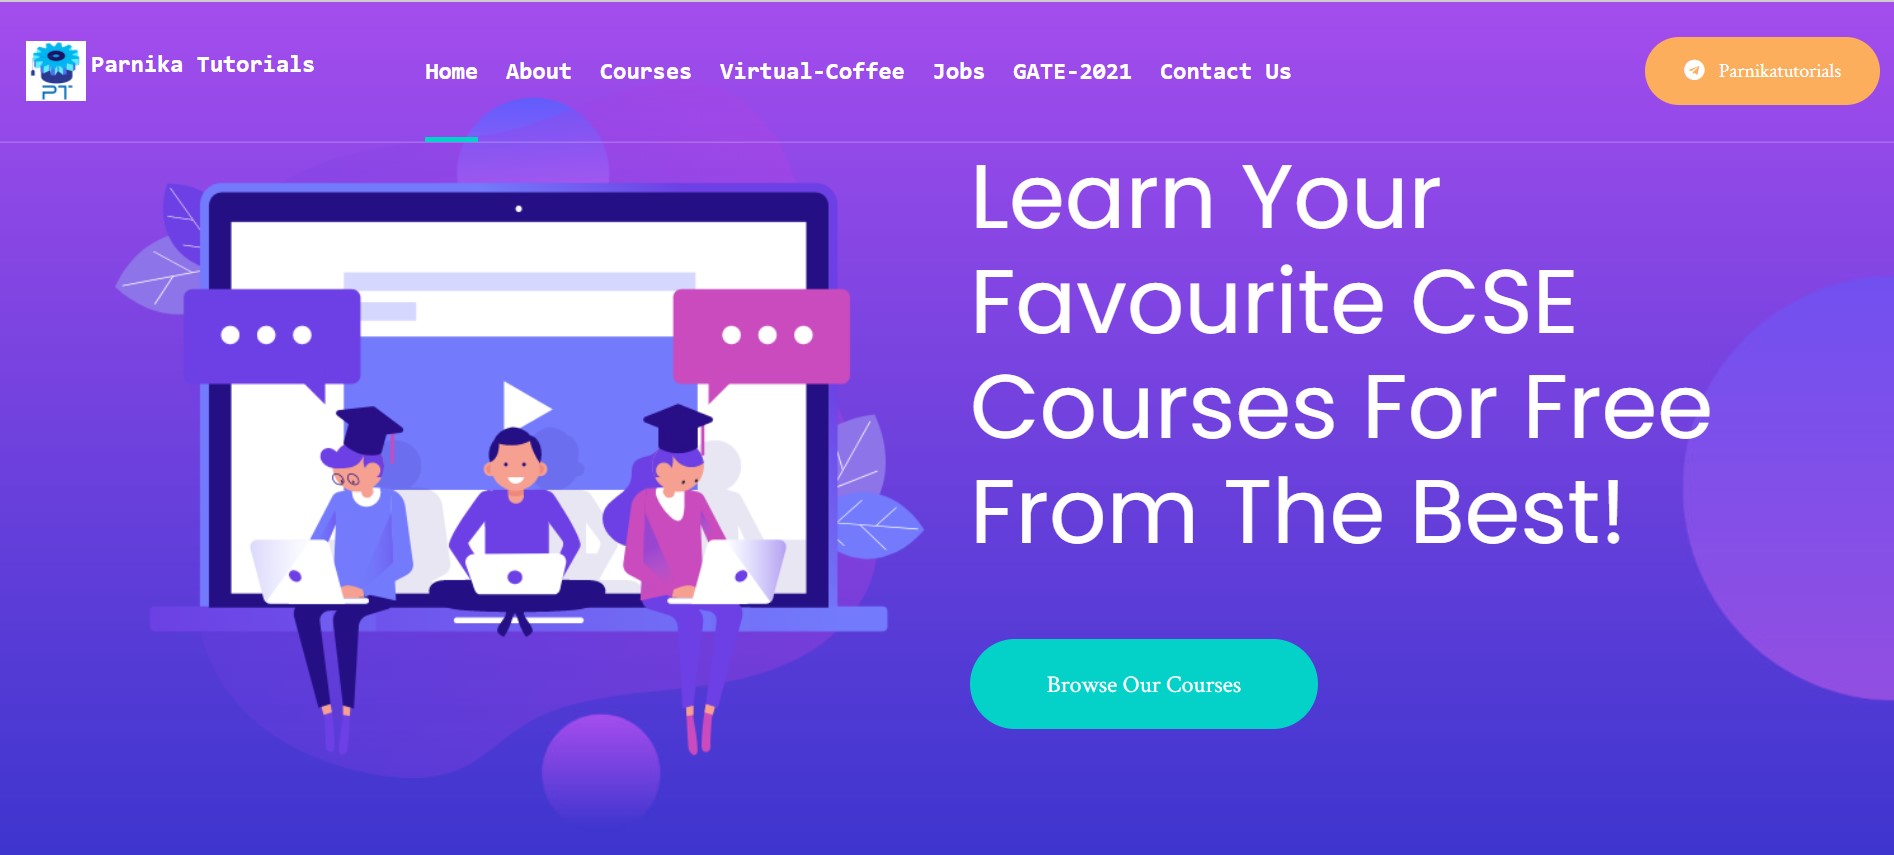 PT
Parnika Tutorials
Home About Courses Virtual-Coffee Jobs GATE-2021 Contact Us
Parnikatutorials
Learn Your
Favourite CSE
Courses For Free
From The Best!
Browse Our Courses